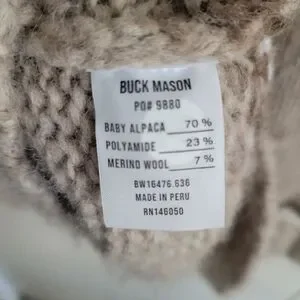 BUCK MASON
PO# 9880
BABY ALPACA 70 %
POLYAMIDE 23 %
MERINO WOOL 7 %
BW16476.636
MADE IN PERU
RN146050